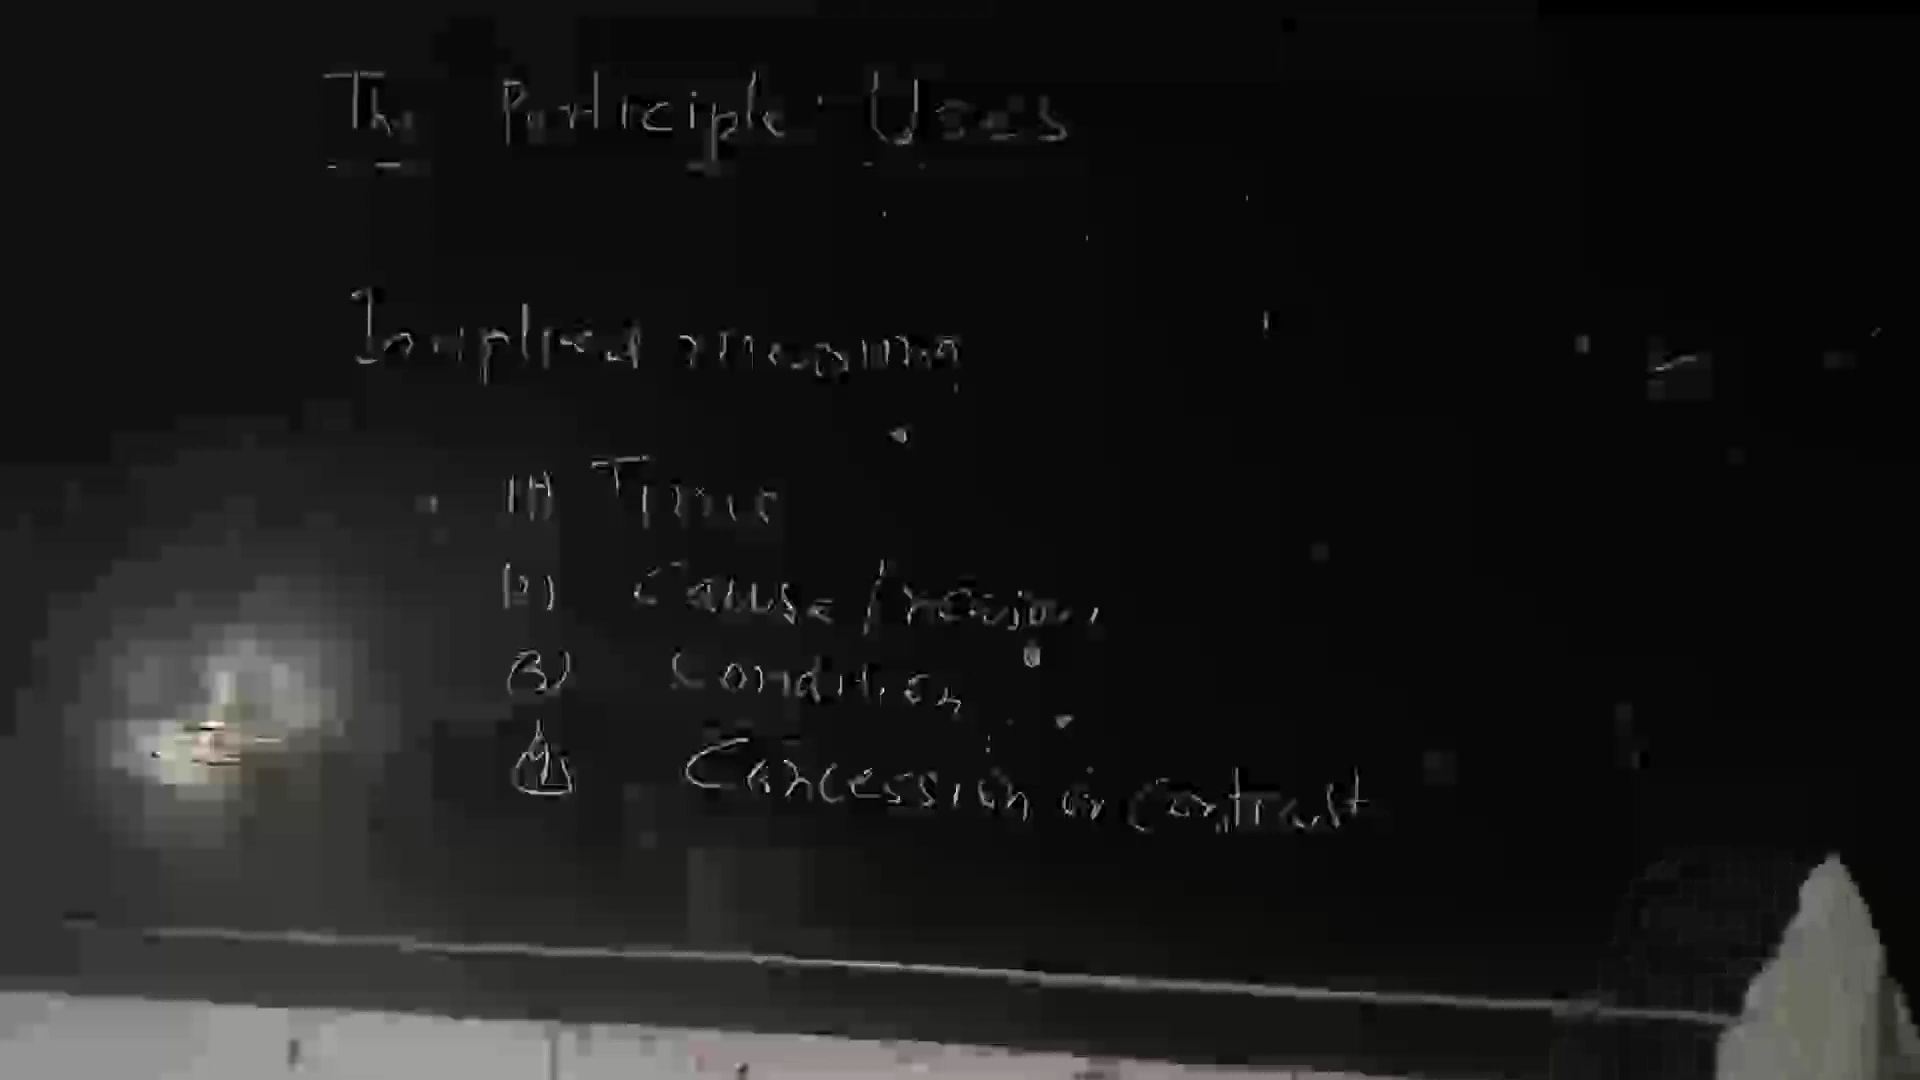 The Participle: Uses
Implied meaning
(1) Time
(2) Cause / reason,
(3) Condition
(4) Concession or contrast